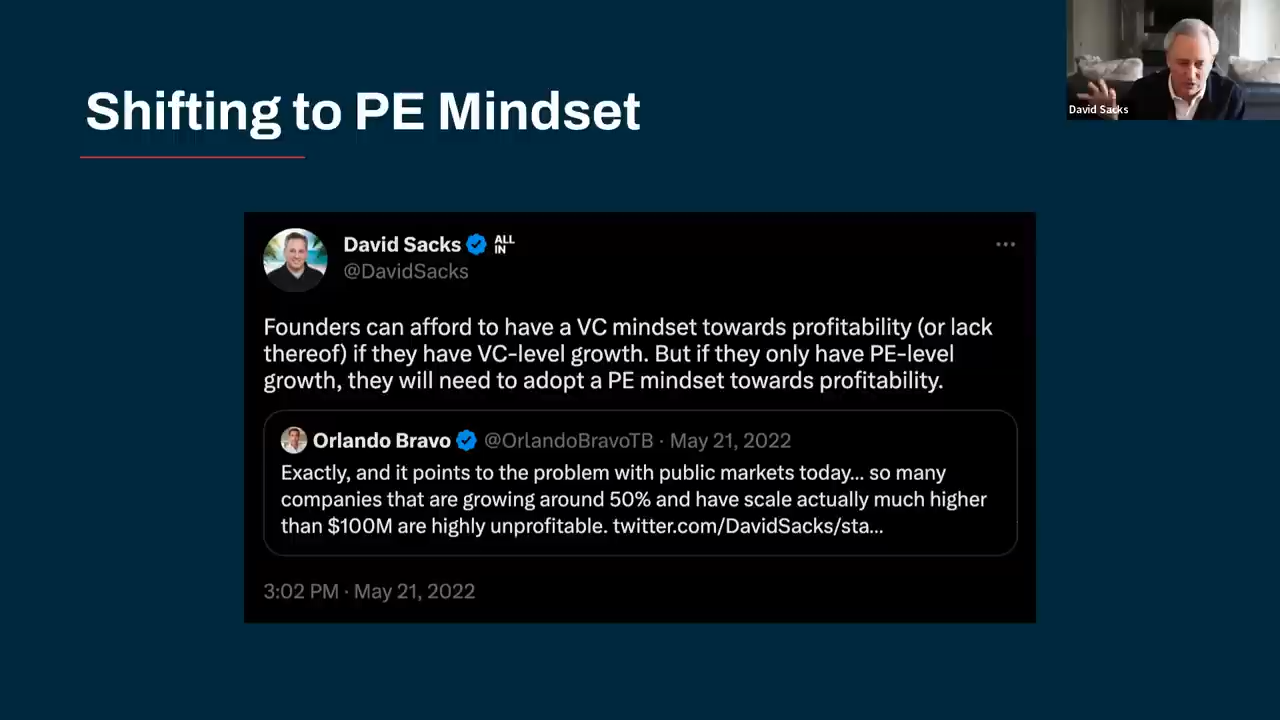 David Sacks
Shifting to PE Mindset
David Sacks ALL IN
@DavidSacks
Founders can afford to have a VC mindset towards profitability (or lack
thereof) if they have VC-level growth. But if they only have PE-level
growth, they will need to adopt a PE mindset towards profitability.
Orlando Bravo @OrlandoBravoTB · May 21, 2022
Exactly, and it points to the problem with public markets today... so many
companies that are growing around 50% and have scale actually much higher
than $100M are highly unprofitable. twitter.com/DavidSacks/sta...
3:02 PM · May 21, 2022